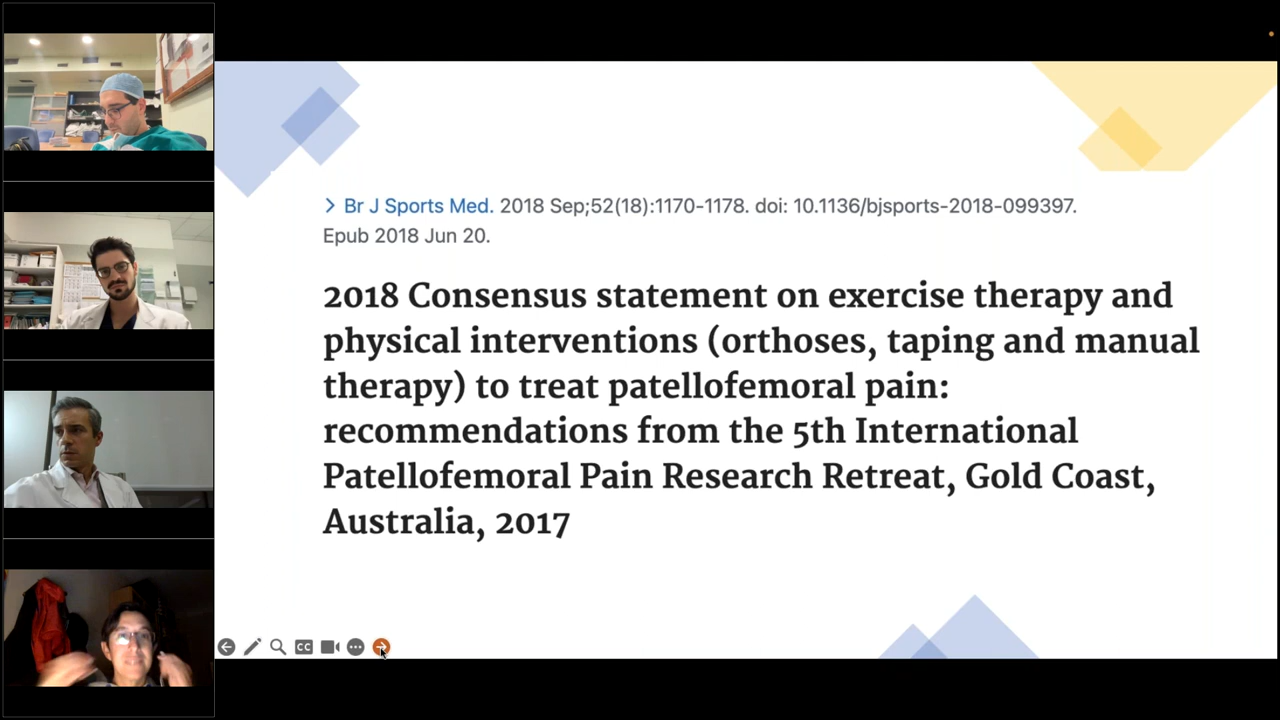 > Br J Sports Med. 2018 Sep;52(18):1170-1178. doi: 10.1136/bjsports-2018-099397.
Epub 2018 Jun 20.
2018 Consensus statement on exercise therapy and
physical interventions (orthoses, taping and manual
therapy) to treat patellofemoral pain:
recommendations from the 5th International
Patellofemoral Pain Research Retreat, Gold Coast,
Australia, 2017
CC